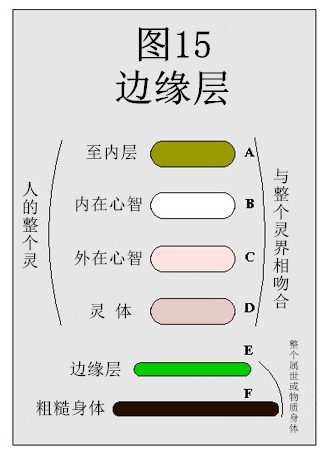 图15
边缘层
人的整个灵
至内层 A
内在心智 B
外在心智 C
灵 体 D
与整个灵界相吻合
边缘层 E
粗糙身体 F
整个属世或物质身体